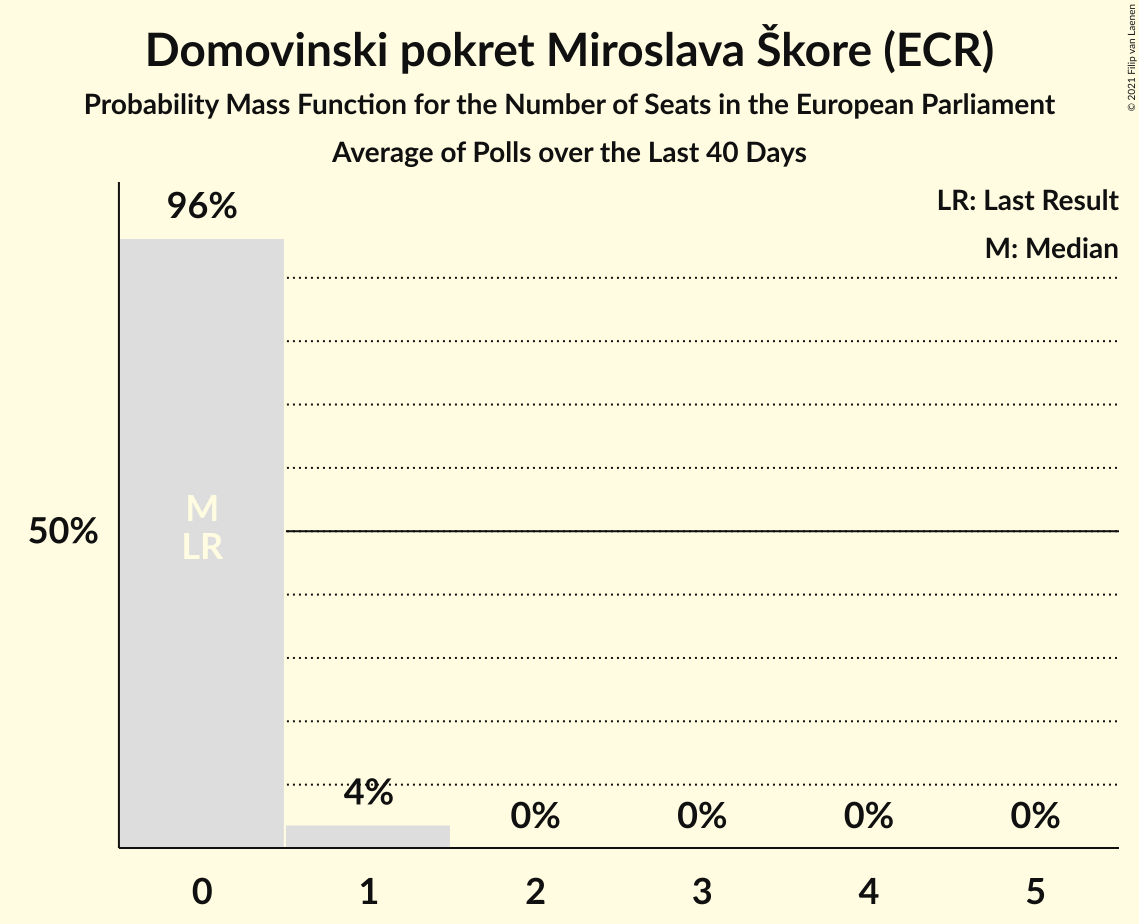 Domovinski pokret Miroslava Škore (ECR)
Probability Mass Function for the Number of Seats in the European Parliament
Average of Polls over the Last 40 Days
© 2021 Filip van Laenen
LR: Last Result
M: Median
96%
50%
M
LR
4%
0%
0%
0%
0%
0
1
2
3
4
5